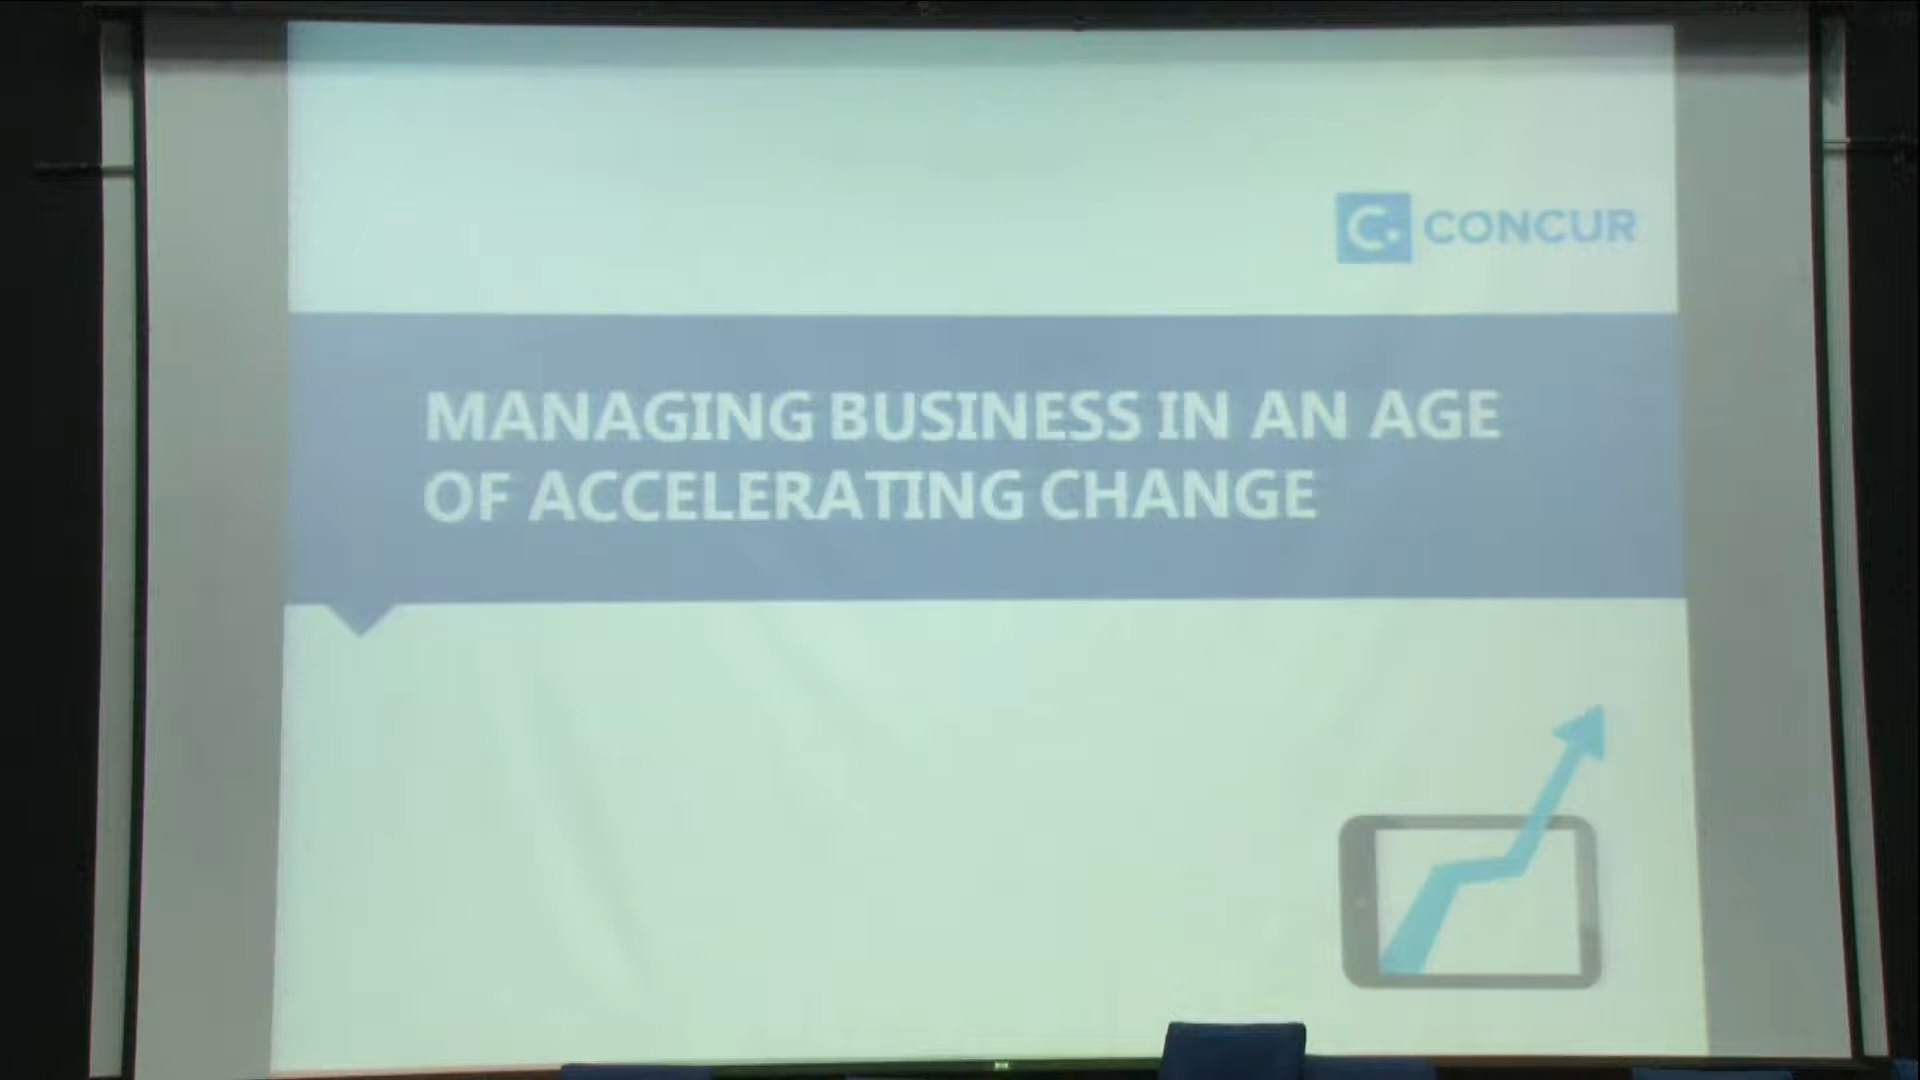 C. CONCUR
MANAGING BUSINESS IN AN AGE
OF ACCELERATING CHANGE